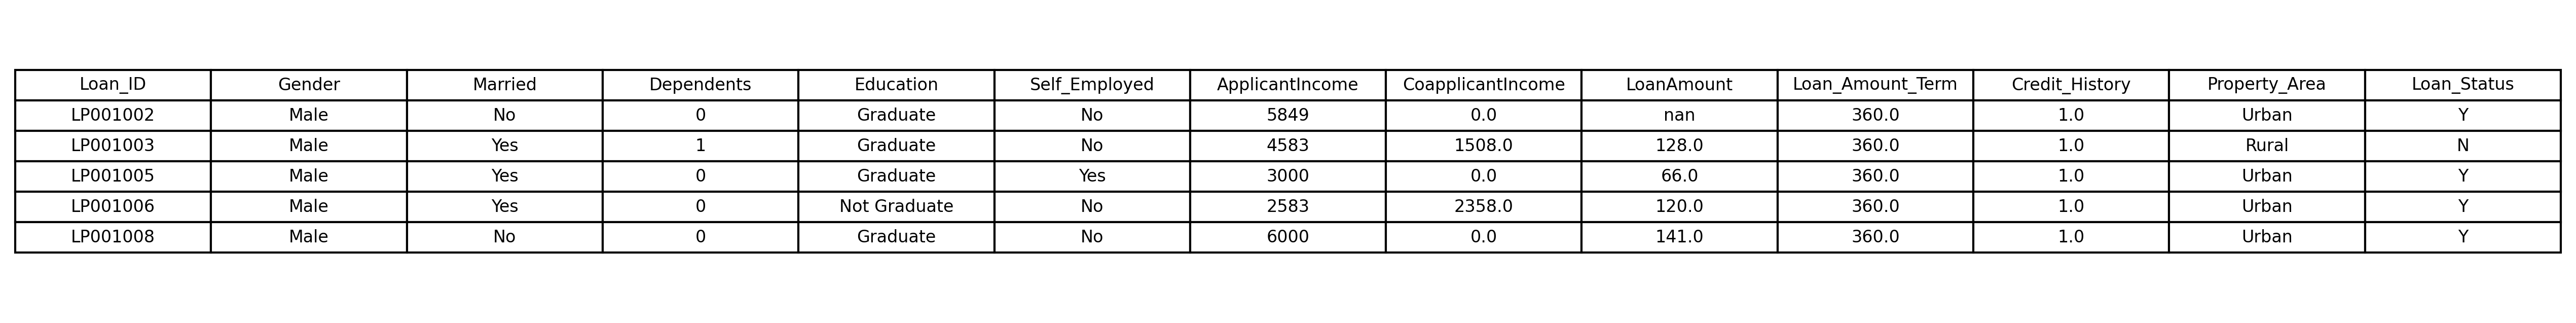 Loan_ID Gender Married Dependents Education Self_Employed ApplicantIncome CoapplicantIncome LoanAmount Loan_Amount_Term Credit_History Property_Area Loan_Status
LP001002 Male No 0 Graduate No 5849 0.0 nan 360.0 1.0 Urban Y
LP001003 Male Yes 1 Graduate No 4583 1508.0 128.0 360.0 1.0 Rural N
LP001005 Male Yes 0 Graduate Yes 3000 0.0 66.0 360.0 1.0 Urban Y
LP001006 Male Yes 0 Not Graduate No 2583 2358.0 120.0 360.0 1.0 Urban Y
LP001008 Male No 0 Graduate No 6000 0.0 141.0 360.0 1.0 Urban Y